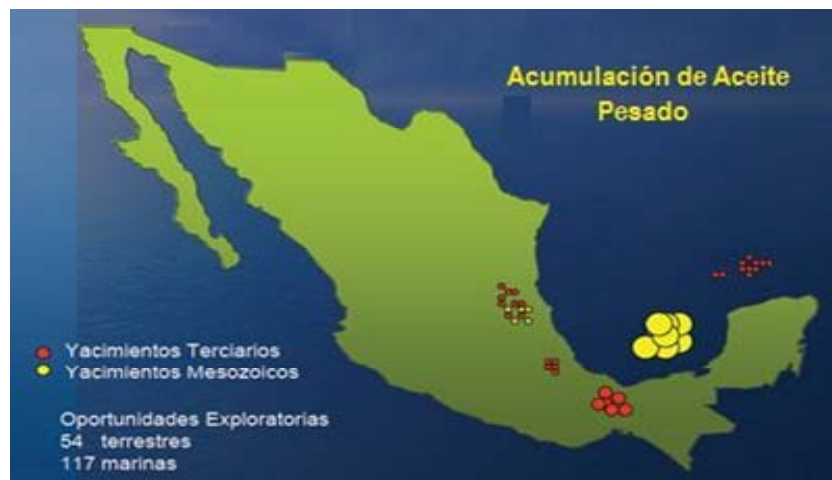 Acumulación de Aceite
Pesado
Yacimientos Terciarios
Yacimientos Mesozoicos
Oportunidades Exploratorias
54 terrestres
117 marinas